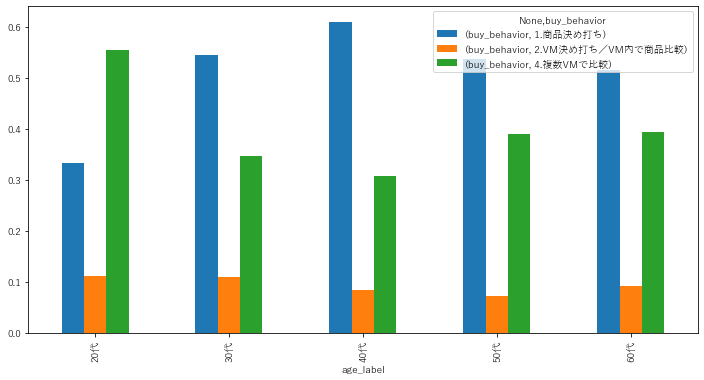 None,buy_behavior
(buy_behavior, 1.商品決め打ち)
(buy_behavior, 2.VM決め打ち／VM内で商品比較)
(buy_behavior, 4.複数VMで比較)
0.6
0.5
0.4
0.3
0.2
0.1
0.0
20代
30代
40代
50代
60代
age_label